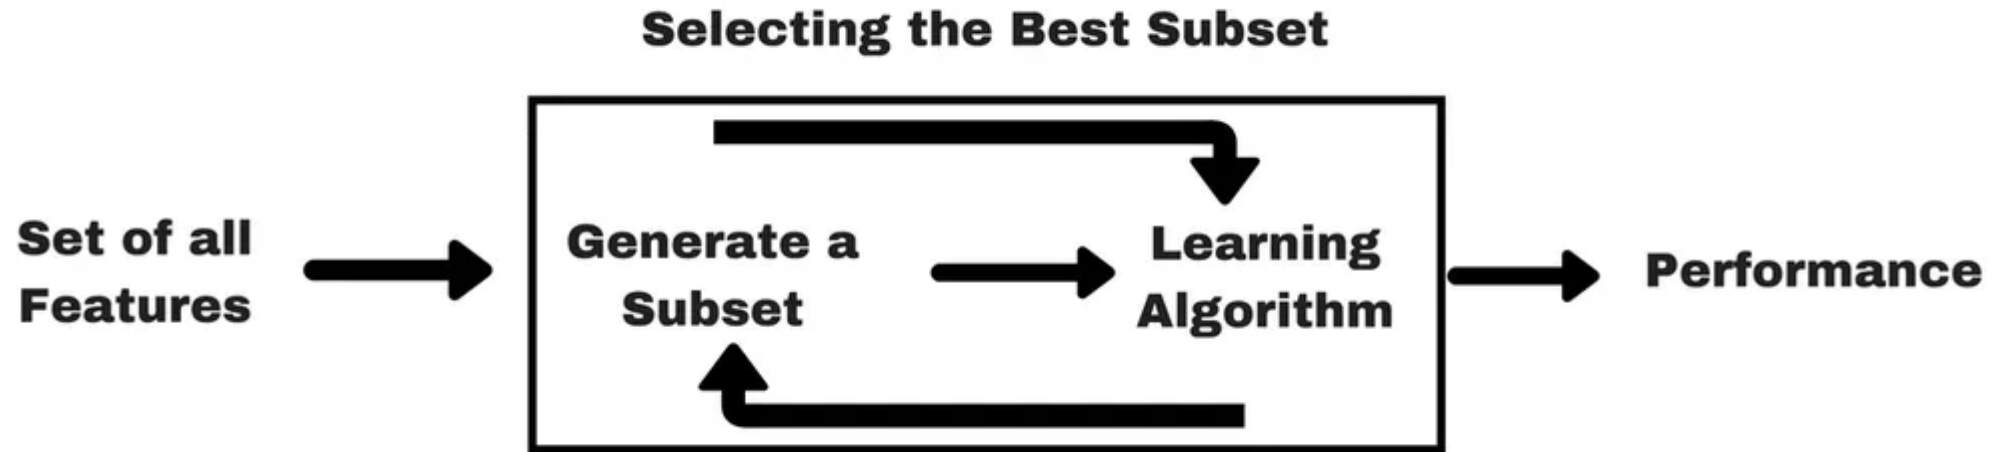 Selecting the Best Subset
Set of all
Features
Generate a
Subset
Learning
Algorithm
Performance